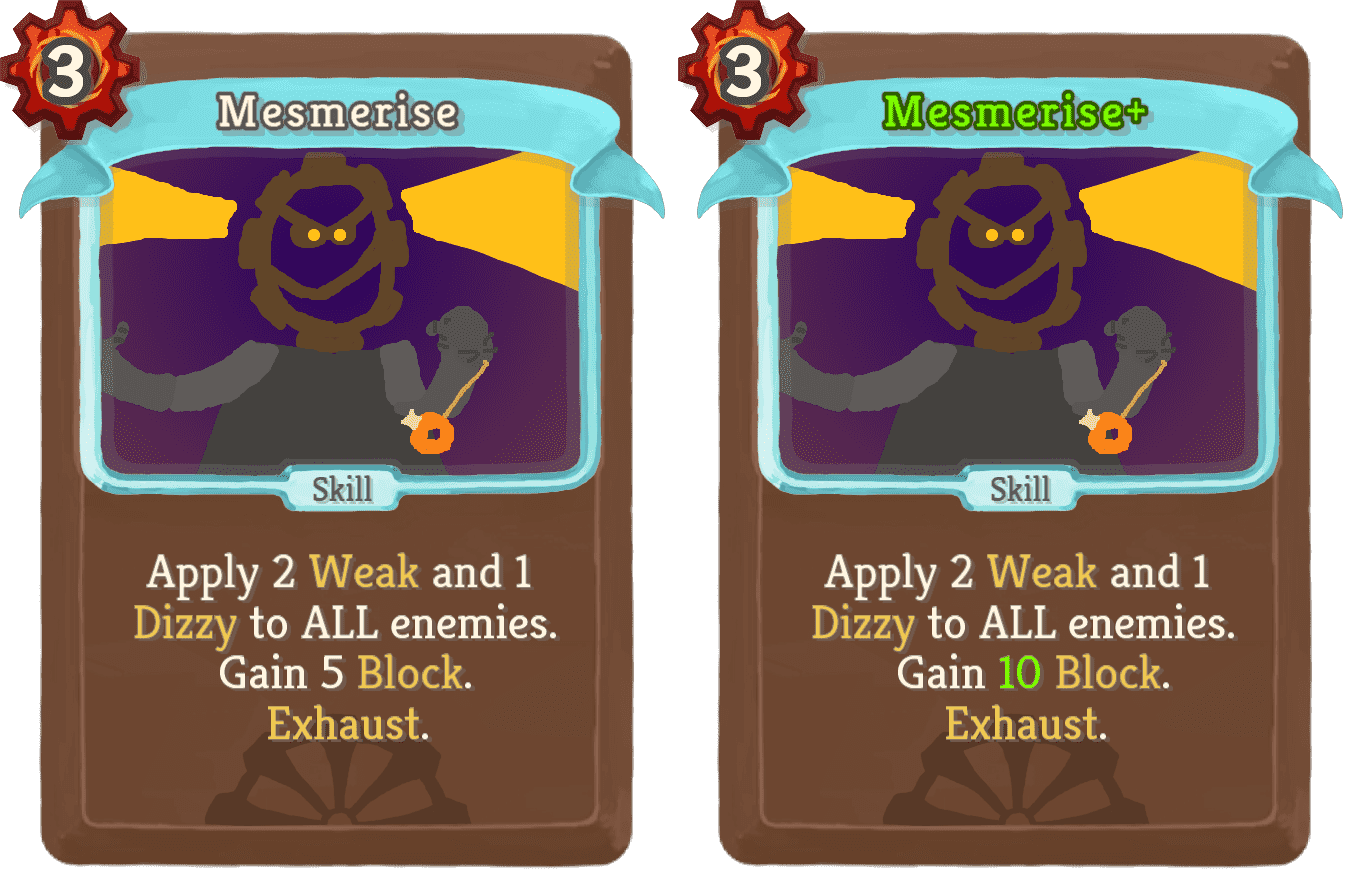 3
Mesmerise
Skill
Apply 2 Weak and 1
Dizzy to ALL enemies.
Gain 5 Block.
Exhaust.
3
Mesmerise+
Skill
Apply 2 Weak and 1
Dizzy to ALL enemies.
Gain 10 Block.
Exhaust.